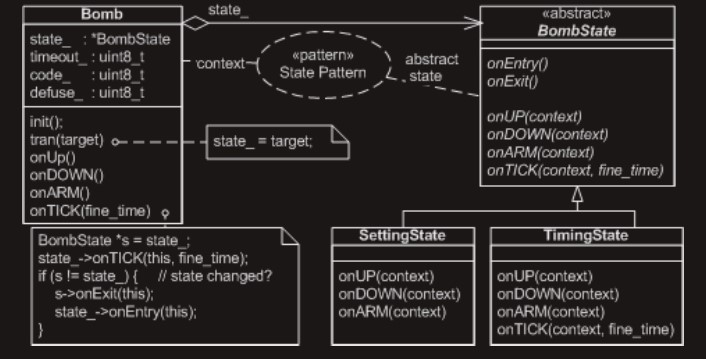 Bomb
state_ : *BombState
timeout_ : uint8_t
code_ : uint8_t
defuse_ : uint8_t
init();
tran(target)
onUp()
onDOWN()
onARM()
onTICK(fine_time)
state_
context
«pattern»
State Pattern
abstract
state
state_ = target;
«abstract»
BombState
onEntry()
onExit()
onUP(context)
onDOWN(context)
onARM(context)
onTICK(context, fine_time)
BombState *s = state_;
state_->onTICK(this, fine_time);
if (s != state_) { // state changed?
s->onExit(this);
state_->onEntry(this);
}
SettingState
onUP(context)
onDOWN(context)
onARM(context)
TimingState
onUP(context)
onDOWN(context)
onARM(context)
onTICK(context, fine_time)